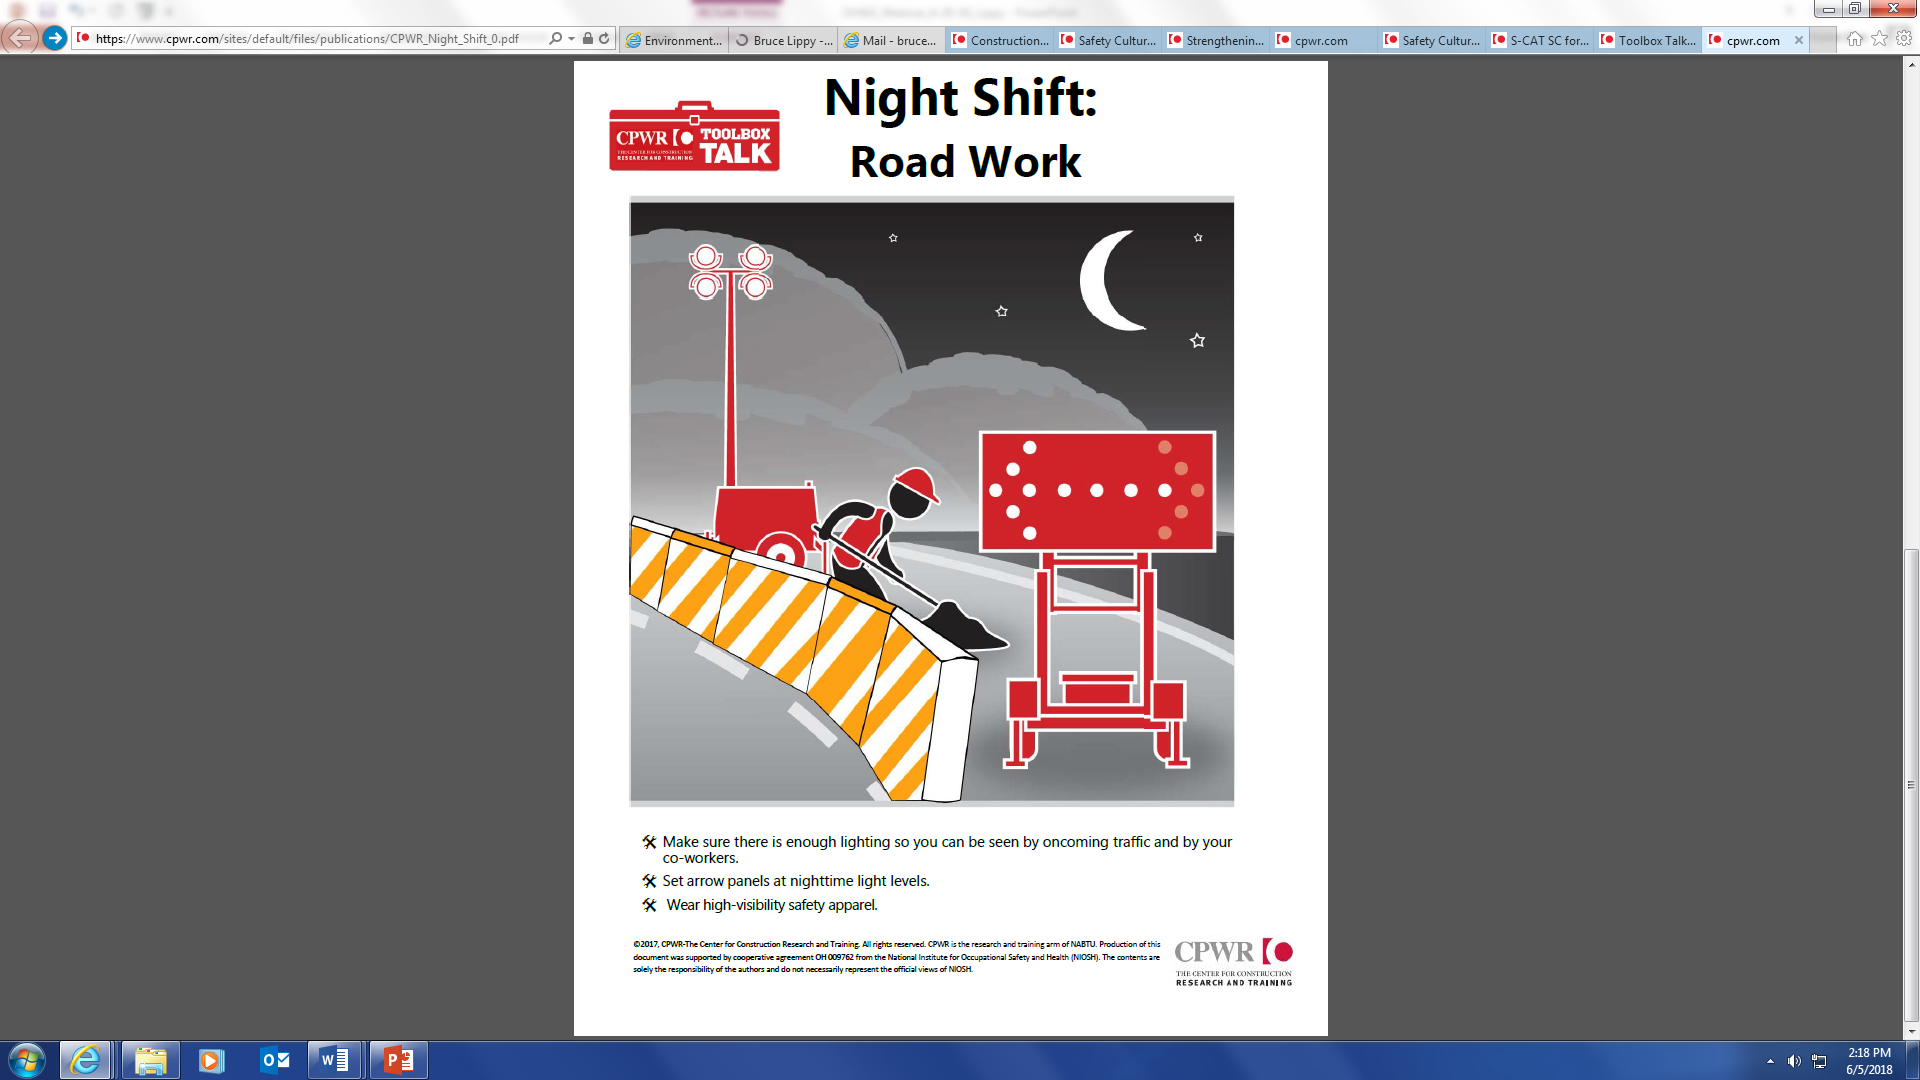 https://www.cpwr.com/sites/default/files/publications/CPWR_Night_Shift_0.pdf
Environment...
Bruce Lippy -...
Mail - bruce...
Construction...
Safety Cultur...
Strengthenin...
cpwr.com
Safety Cultur...
S-CAT SC for...
Toolbox Talk...
cpwr.com
Night Shift:
Road Work
CPWR TOOLBOX TALK
THE CENTER FOR CONSTRUCTION
RESEARCH AND TRAINING
Make sure there is enough lighting so you can be seen by oncoming traffic and by your
co-workers.
Set arrow panels at nighttime light levels.
Wear high-visibility safety apparel.
©2017, CPWR-The Center for Construction Research and Training. All rights reserved. CPWR is the research and training arm of NABTU. Production of this
document was supported by cooperative agreement OH 009762 from the National Institute for Occupational Safety and Health (NIOSH). The contents are
solely the responsibility of the authors and do not necessarily represent the official views of NIOSH.
CPWR
THE CENTER FOR CONSTRUCTION
RESEARCH AND TRAINING
2:18 PM
6/5/2018